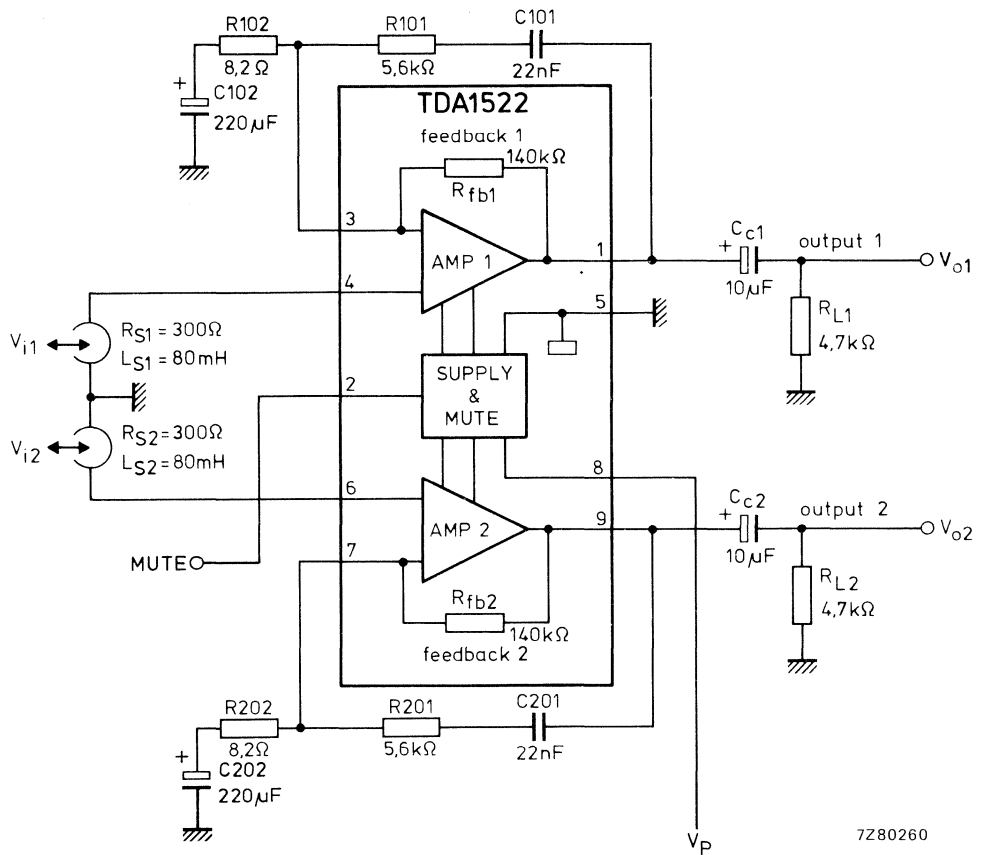 R102
8,2Ω
R101
5,6kΩ
C101
22nF
+
C102
220µF
TDA1522
feedback 1
140kΩ
Rfb1
3
AMP 1
1
Cc1
+
10µF
output 1
Vo1
4
5
RL1
4,7kΩ
Vi1
RS1 = 300Ω
LS1 = 80mH
SUPPLY
&
MUTE
2
Vi2
RS2=300Ω
LS2 = 80mH
8
6
AMP 2
9
Cc2
+
10µF
output 2
Vo2
MUTE
7
Rfb2
140kΩ
feedback 2
RL2
4,7kΩ
R202
8,2Ω
R201
5,6kΩ
C201
22nF
+
C202
220µF
VP
7Z80260